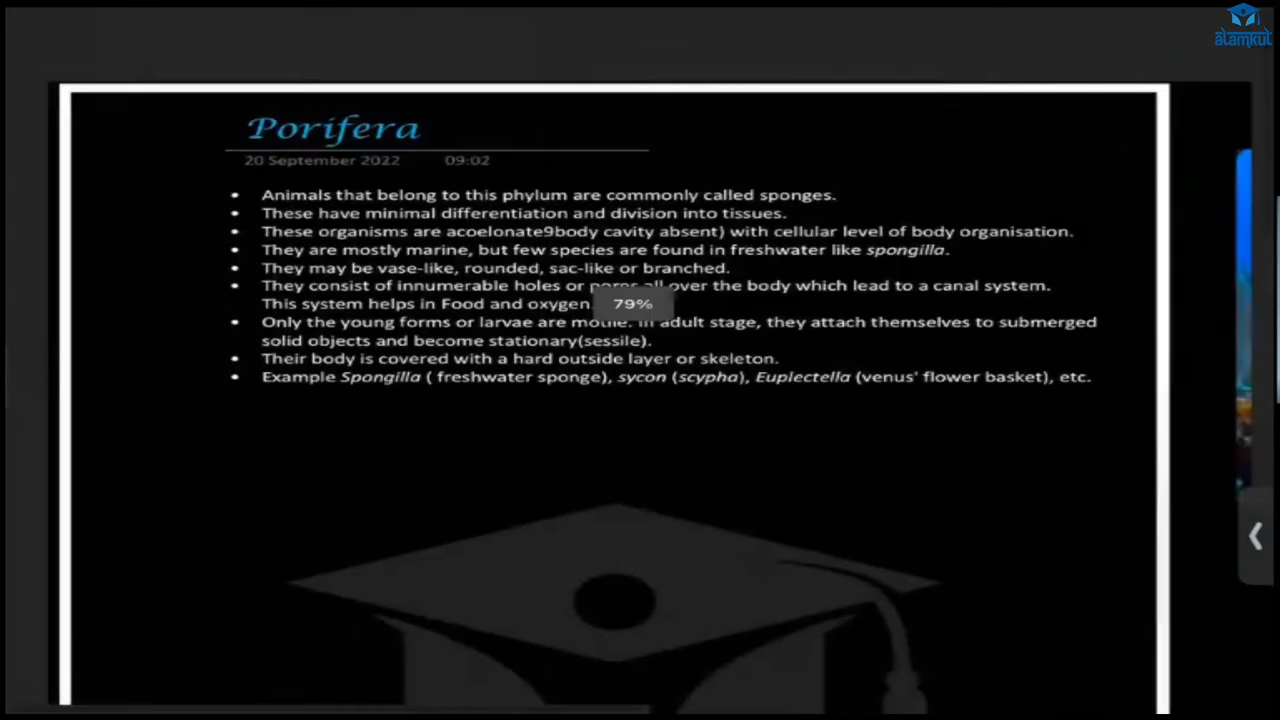 alamkul
Porifera
20 September 2022 09:02
• Animals that belong to this phylum are commonly called sponges.
• These have minimal differentiation and division into tissues.
• These organisms are acoelonate9body cavity absent) with cellular level of body organisation.
• They are mostly marine, but few species are found in freshwater like spongilla.
• They may be vase-like, rounded, sac-like or branched.
• They consist of innumerable holes or pores all over the body which lead to a canal system.
This system helps in Food and oxygen.
79%
• Only the young forms or larvae are motile. In adult stage, they attach themselves to submerged
solid objects and become stationary(sessile).
• Their body is covered with a hard outside layer or skeleton.
• Example Spongilla ( freshwater sponge), sycon (scypha), Euplectella (venus' flower basket), etc.